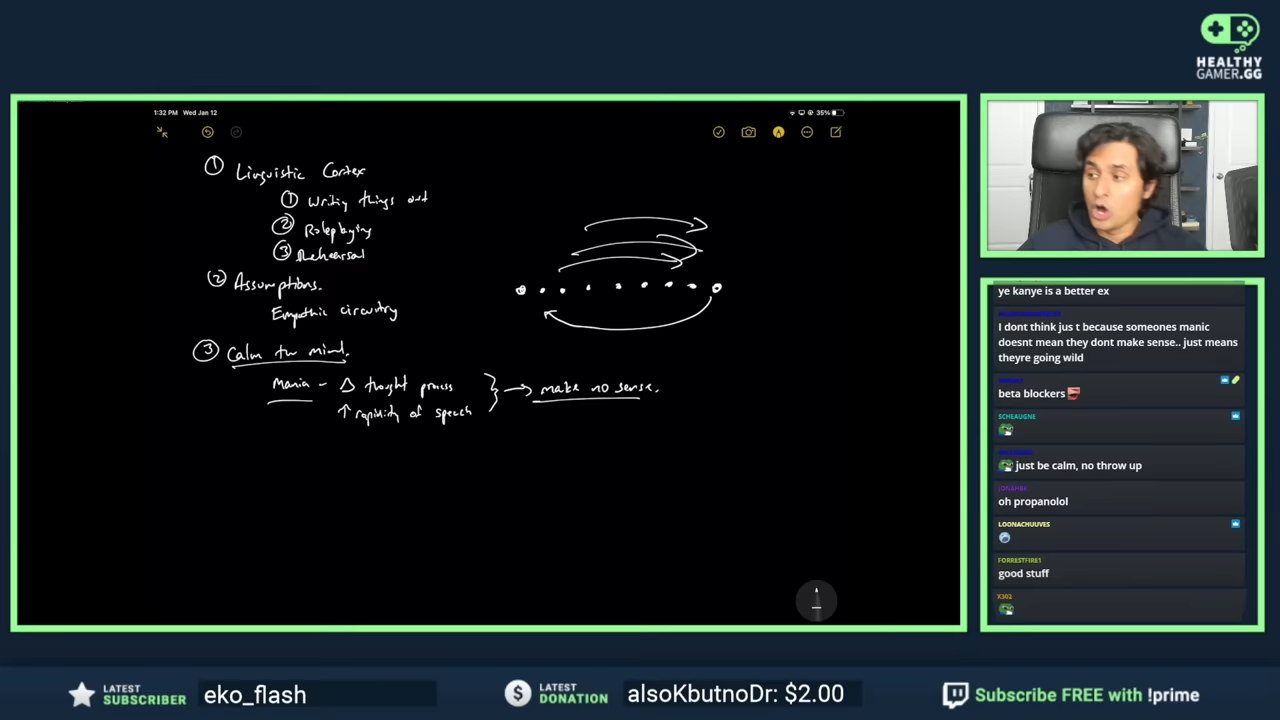 HEALTHY
GAMER.GG
1:32 PM Wed Jan 12
35%
① Linguistic Cortex
① Writing things out
② Roleplaying
③ Rehearsal
② Assumptions.
Empathic circuitry
③ Calm the mind.
Mania - Δ thought process
↑ rapidity of speech
→ make no sense.
ye kanye is a better ex
I dont think jus t because someones manic
doesnt mean they dont make sense.. just means
theyre going wild
beta blockers
SCHEAUGNE
just be calm, no throw up
oh propanolol
LOONACHUUVES
FORRESTFIRE1
good stuff
LATEST
SUBSCRIBER
eko_flash
LATEST
DONATION
alsoKbutnoDr: $2.00
Subscribe FREE with !prime